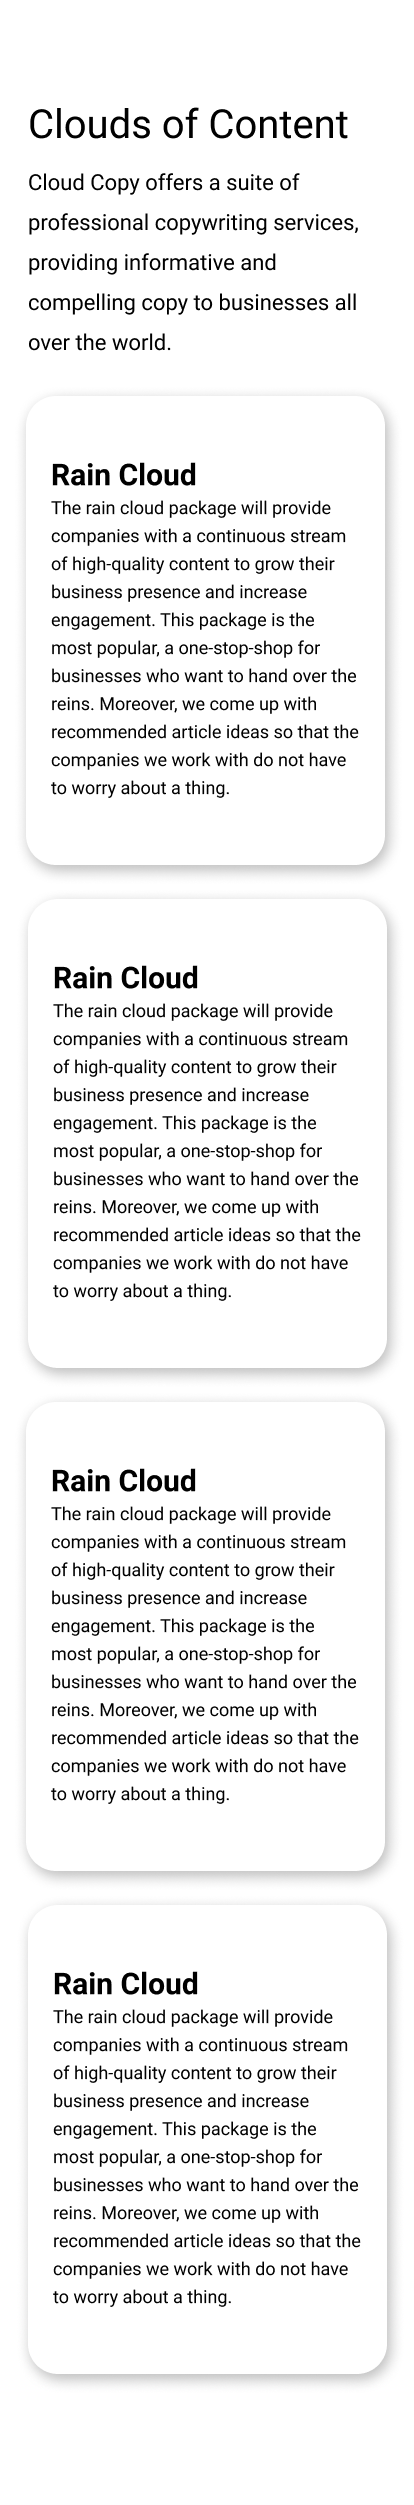 Clouds of Content
Cloud Copy offers a suite of
professional copywriting services,
providing informative and
compelling copy to businesses all
over the world.
Rain Cloud
The rain cloud package will provide
companies with a continuous stream
of high-quality content to grow their
business presence and increase
engagement. This package is the
most popular, a one-stop-shop for
businesses who want to hand over the
reins. Moreover, we come up with
recommended article ideas so that the
companies we work with do not have
to worry about a thing.
Rain Cloud
The rain cloud package will provide
companies with a continuous stream
of high-quality content to grow their
business presence and increase
engagement. This package is the
most popular, a one-stop-shop for
businesses who want to hand over the
reins. Moreover, we come up with
recommended article ideas so that the
companies we work with do not have
to worry about a thing.
Rain Cloud
The rain cloud package will provide
companies with a continuous stream
of high-quality content to grow their
business presence and increase
engagement. This package is the
most popular, a one-stop-shop for
businesses who want to hand over the
reins. Moreover, we come up with
recommended article ideas so that the
companies we work with do not have
to worry about a thing.
Rain Cloud
The rain cloud package will provide
companies with a continuous stream
of high-quality content to grow their
business presence and increase
engagement. This package is the
most popular, a one-stop-shop for
businesses who want to hand over the
reins. Moreover, we come up with
recommended article ideas so that the
companies we work with do not have
to worry about a thing.